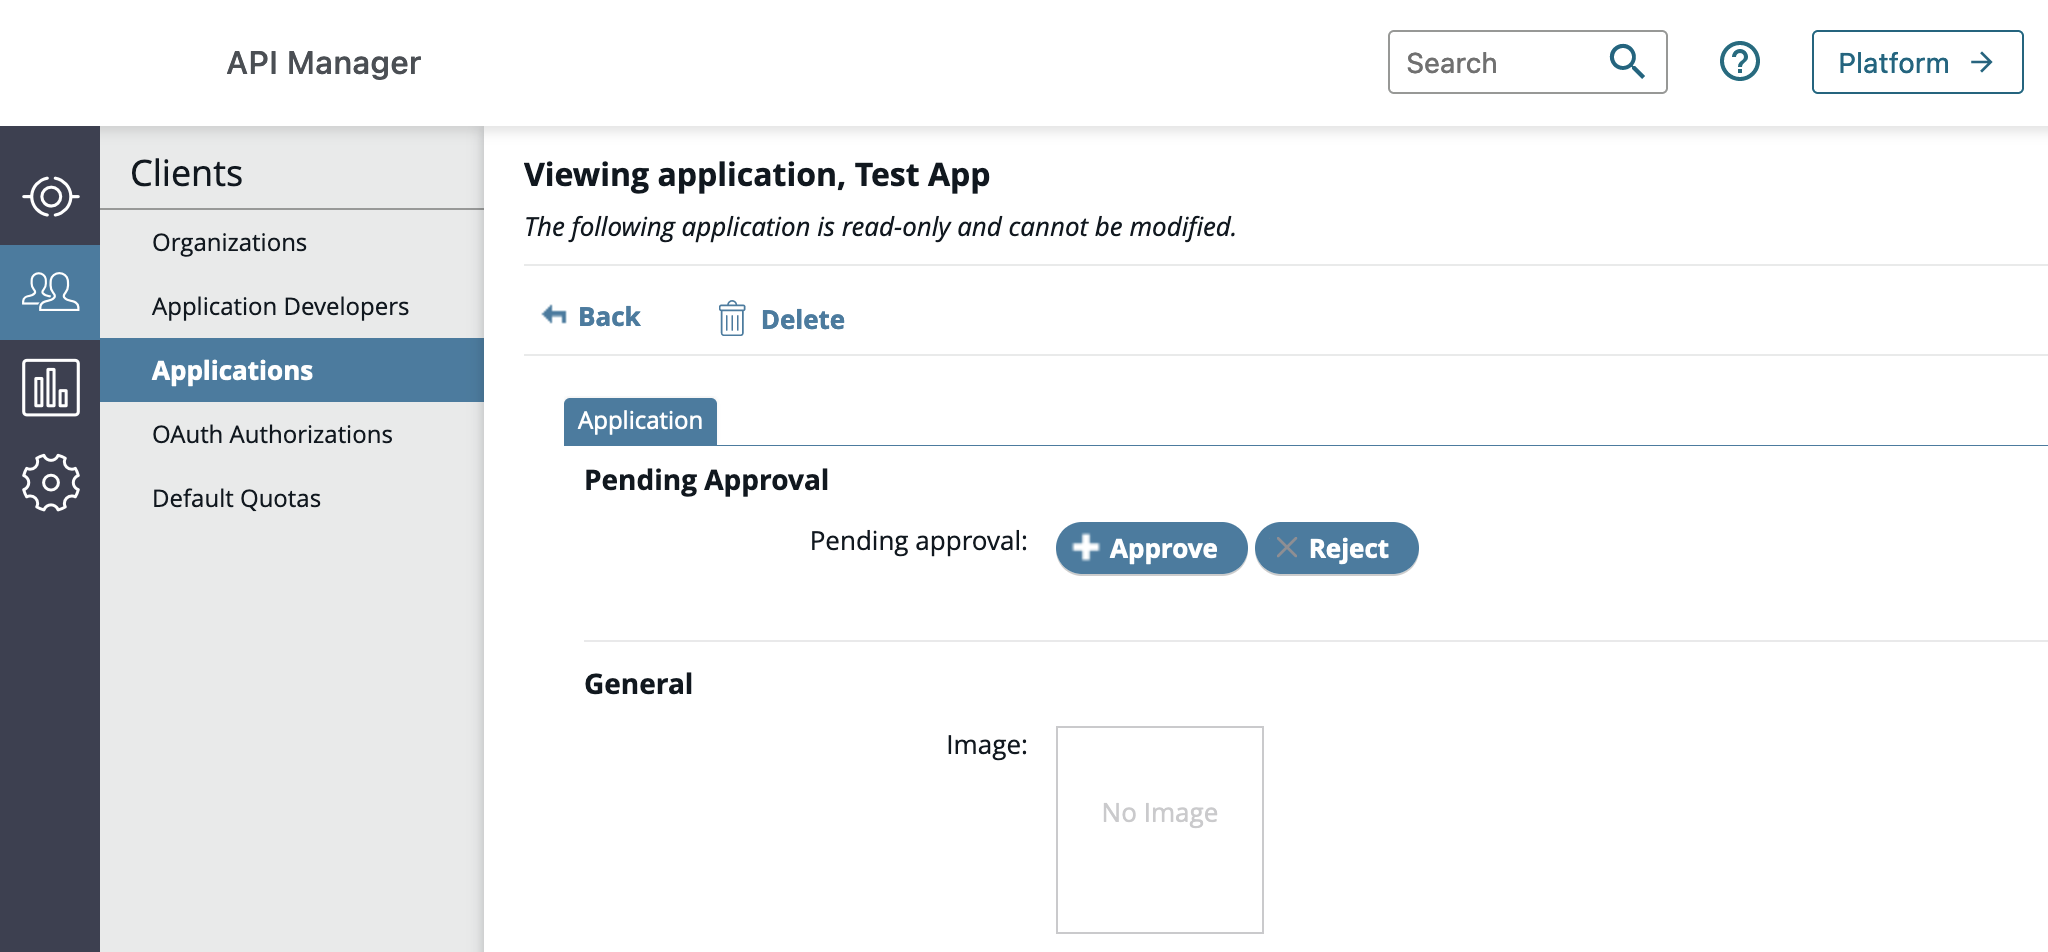 API Manager
Search
Platform
Clients
Organizations
Application Developers
Applications
OAuth Authorizations
Default Quotas
Viewing application, Test App
The following application is read-only and cannot be modified.
Back
Delete
Application
Pending Approval
Pending approval:
Approve
Reject
General
Image:
No Image